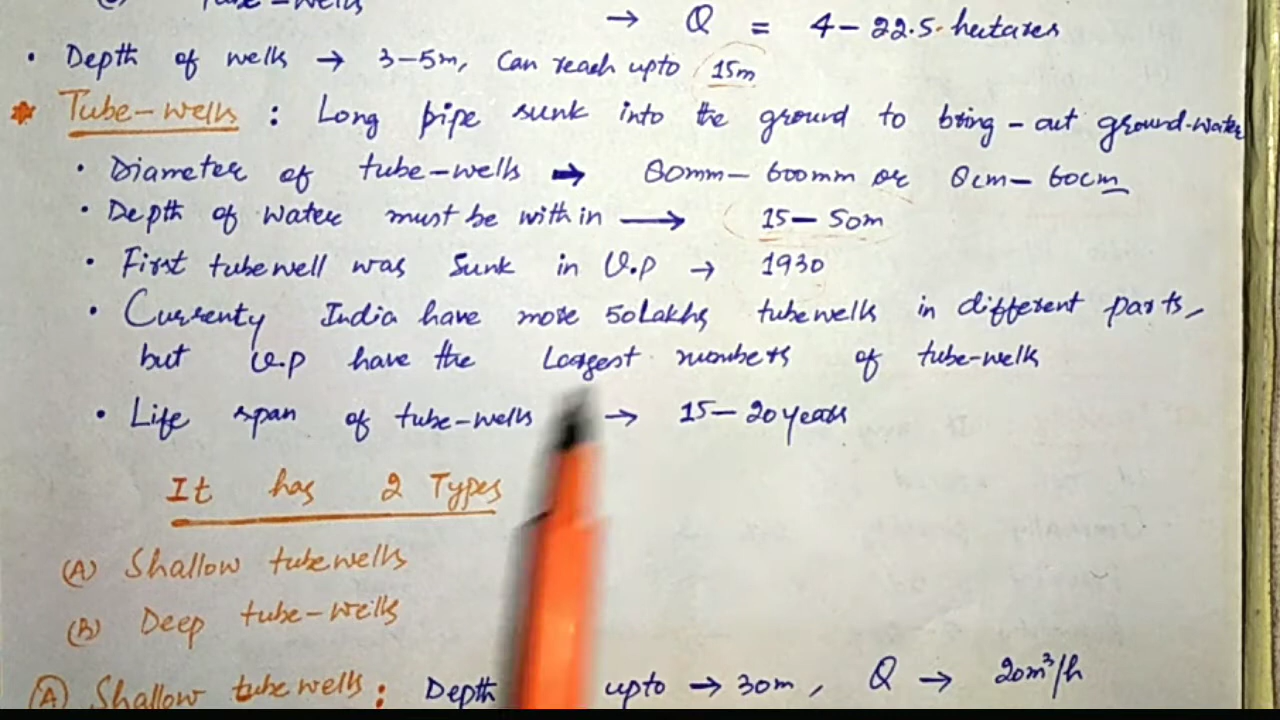 Tube-wells
→ Q = 4-22.5 hectares
• Depth of wells → 3-5m, Can reach upto 15m
Tube-wells : Long pipe sunk into the ground to bring-out ground-water
• Diameter of tube-wells → 80mm- 600mm or 8cm- 60cm
• Depth of water must be within → 15-50m
• First tubewell was Sunk in U.P → 1930
• Currenty India have more 50Lakhs tubewells in different parts,
but U.P have the Largest numbers of tube-wells
• Life span of tube-wells → 15-20years
It has 2 Types
(A) Shallow tubewells
(B) Deep tube-wells
(A) Shallow tubewells: Depth upto → 30m, Q → 20m³/h